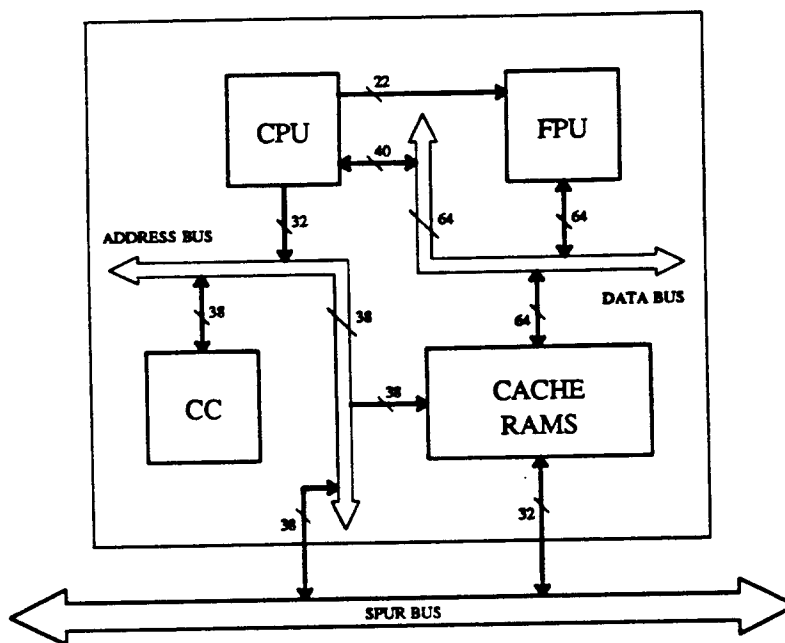 22
CPU
FPU
40
32
64
64
ADDRESS BUS
DATA BUS
38
38
64
CC
38
CACHE
RAMS
38
32
SPUR BUS